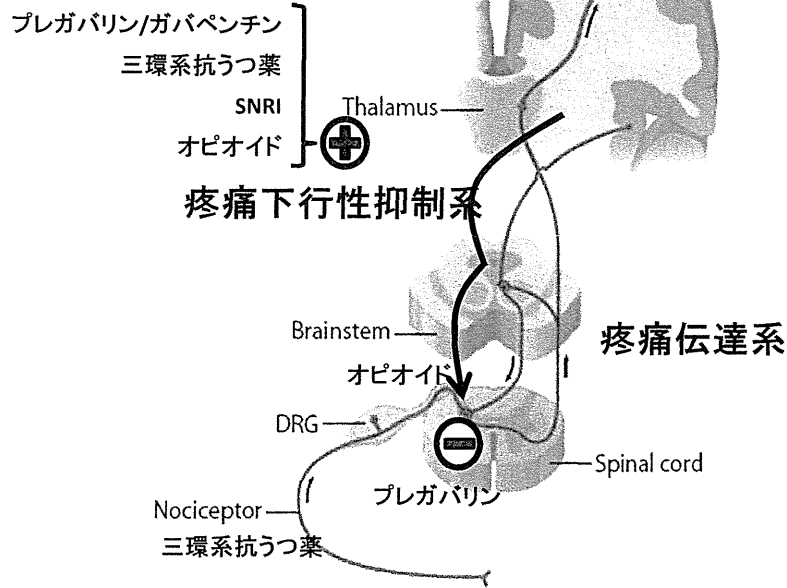 プレガバリン/ガバペンチン
三環系抗うつ薬
SNRI
オピオイド
Thalamus
疼痛下行性抑制系
Brainstem
疼痛伝達系
オピオイド
DRG
Spinal cord
プレガバリン
Nociceptor
三環系抗うつ薬